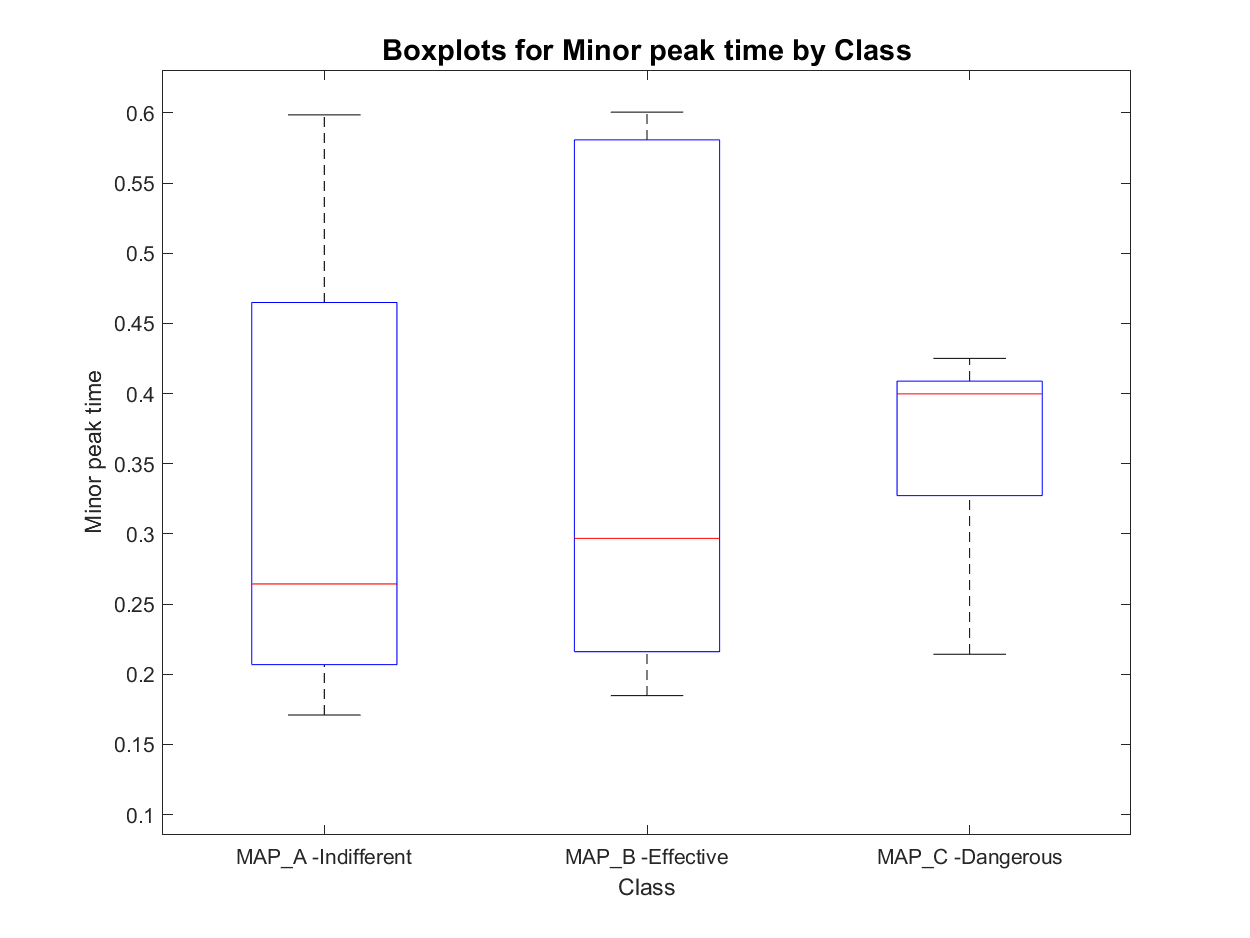 Boxplots for Minor peak time by Class
Minor peak time
0.6
0.55
0.5
0.45
0.4
0.35
0.3
0.25
0.2
0.15
0.1
MAP_A -Indifferent
MAP_B -Effective
MAP_C -Dangerous
Class